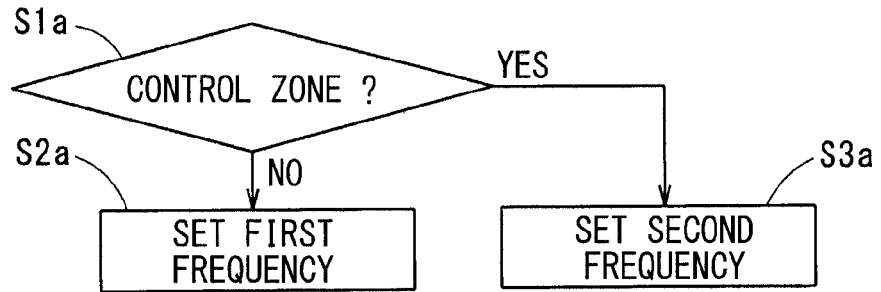 S1a
CONTROL ZONE ?
YES
S2a
NO
S3a
SET FIRST
FREQUENCY
SET SECOND
FREQUENCY